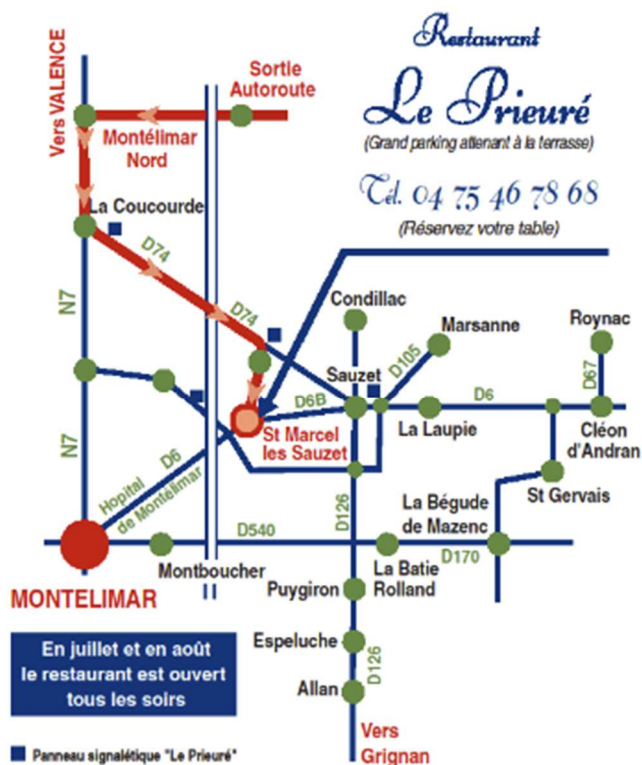 Restaurant
Le Prieuré
(Grand parking attenant à la terrasse)
Tél. 04 75 46 78 68
(Réservez votre table)
Vers VALENCE
Sortie
Autoroute
Montélimar
Nord
La Coucourde
D74
D74
N7
N7
Condillac
Marsanne
Roynac
D105
D67
Sauzet
D6B
D6
La Laupie
Cléon
d'Andran
St Marcel
les Sauzet
D6
Hopital
de Montélimar
St Gervais
D126
La Bégude
de Mazenc
D540
D170
Montboucher
La Batie
Rolland
Puygiron
MONTELIMAR
Espeluche
D126
Allan
En juillet et en août
le restaurant est ouvert
tous les soirs
Vers
Grignan
Panneau signalétique "Le Prieuré"